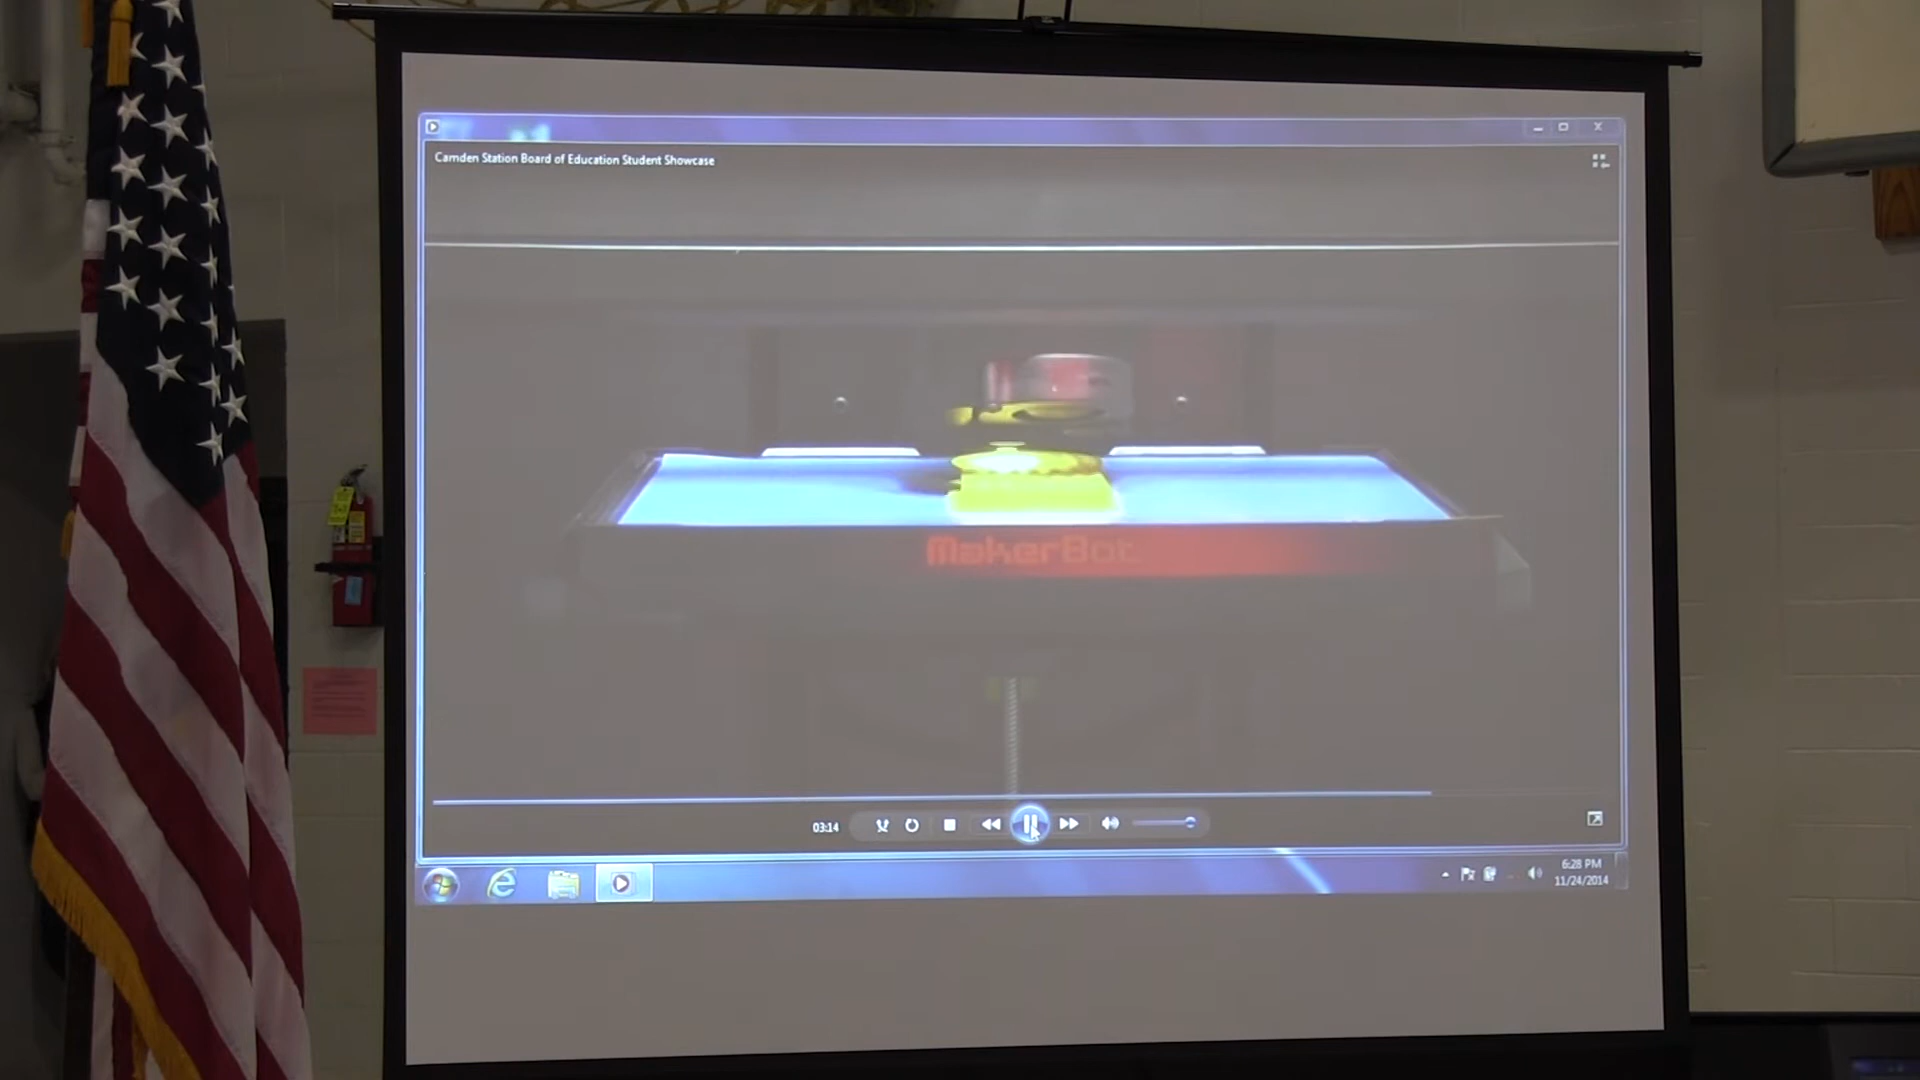 Camden Station Board of Education Student Showcase
MakerBot
03:14
6:28 PM
11/24/2014